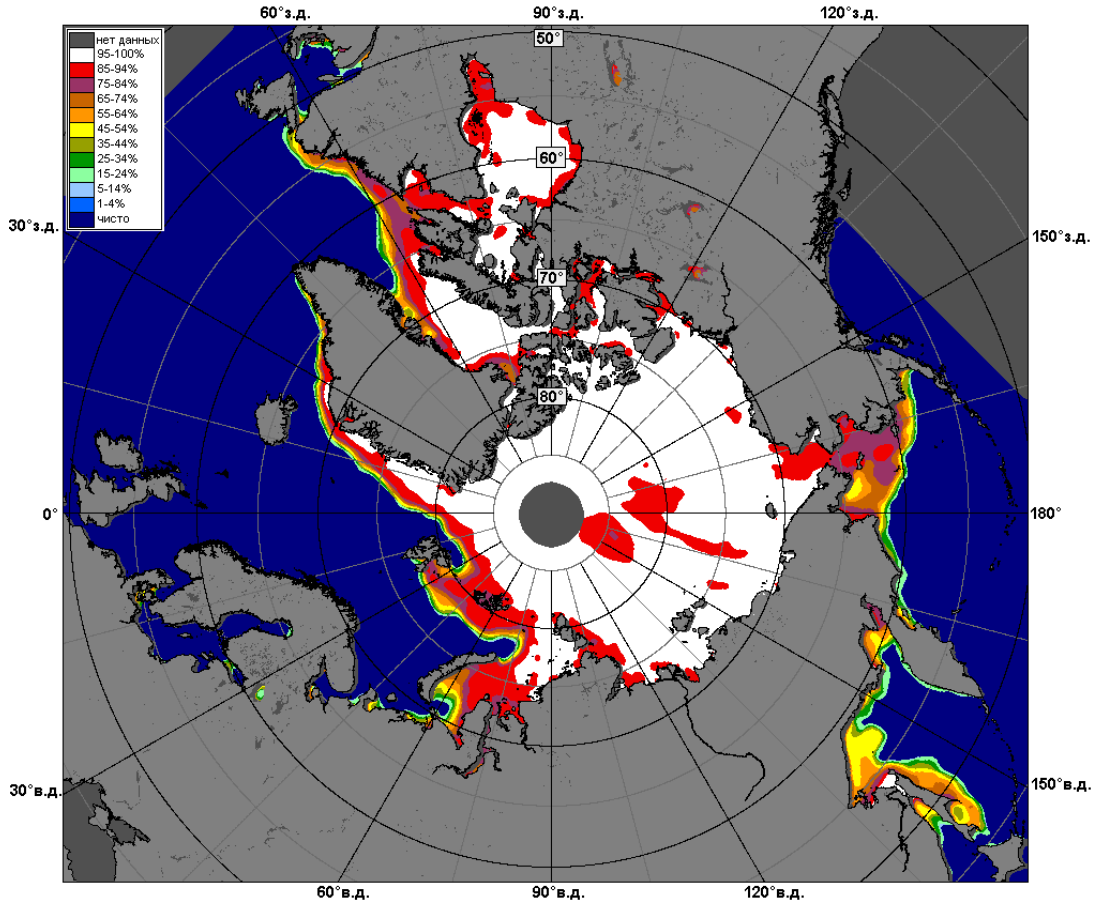 60°з.д.
90°з.д.
120°з.д.
50°
нет данных
95-100%
85-94%
75-84%
65-74%
55-64%
45-54%
35-44%
25-34%
15-24%
5-14%
1-4%
чисто
60°
30°з.д.
150°з.д.
70°
80°
0°
180°
30°в.д.
150°в.д.
60°в.д.
90°в.д.
120°в.д.